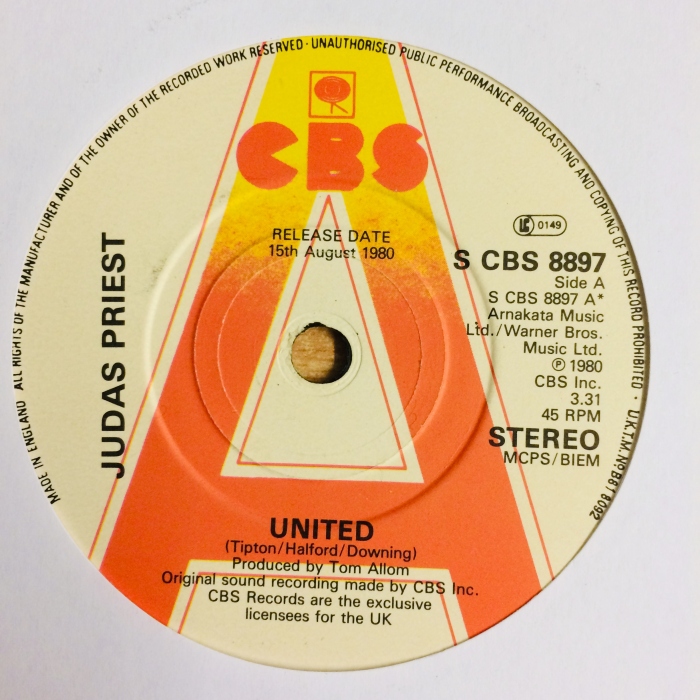 MADE IN ENGLAND ALL RIGHTS OF THE MANUFACTURER AND OF THE OWNER OF THE RECORDED WORK RESERVED · UNAUTHORISED PUBLIC PERFORMANCE BROADCASTING AND COPYING OF THIS RECORD PROHIBITED · U.K.T.M. Nº B818092
CBS
RELEASE DATE
15th August 1980
LC 0149
S CBS 8897
Side A
S CBS 8897 A*
Arnakata Music
Ltd./Warner Bros.
Music Ltd.
℗ 1980
CBS Inc.
3.31
45 RPM
STEREO
MCPS/BIEM
JUDAS PRIEST
UNITED
(Tipton/Halford/Downing)
Produced by Tom Allom
Original sound recording made by CBS Inc.
CBS Records are the exclusive
licensees for the UK